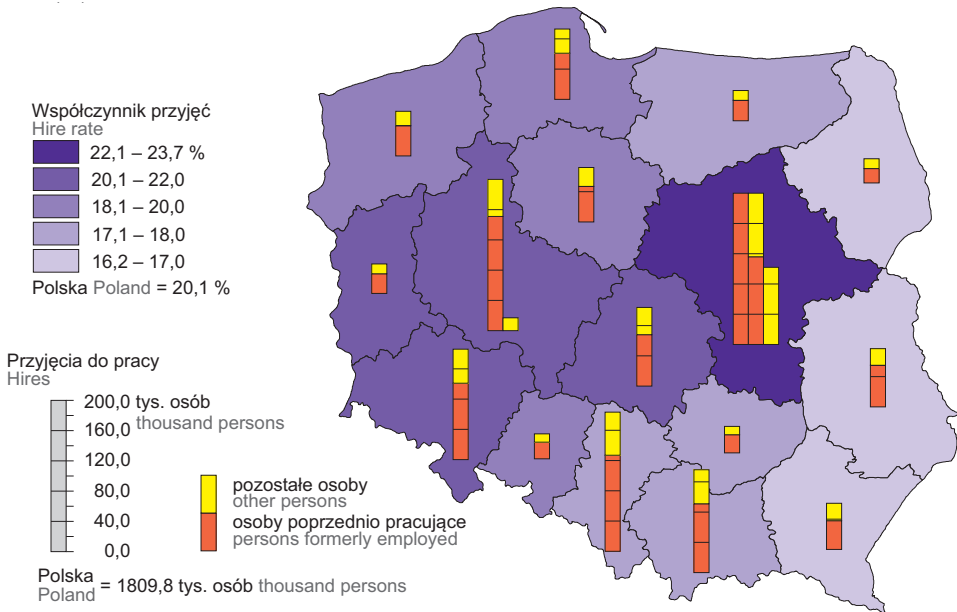 Współczynnik przyjęć
Hire rate
22,1 – 23,7 %
20,1 – 22,0
18,1 – 20,0
17,1 – 18,0
16,2 – 17,0
Polska Poland = 20,1 %
Przyjęcia do pracy
Hires
200,0 tys. osób
thousand persons
160,0
120,0
80,0
40,0
0,0
pozostałe osoby
other persons
osoby poprzednio pracujące
persons formerly employed
Polska
Poland
= 1809,8 tys. osób thousand persons